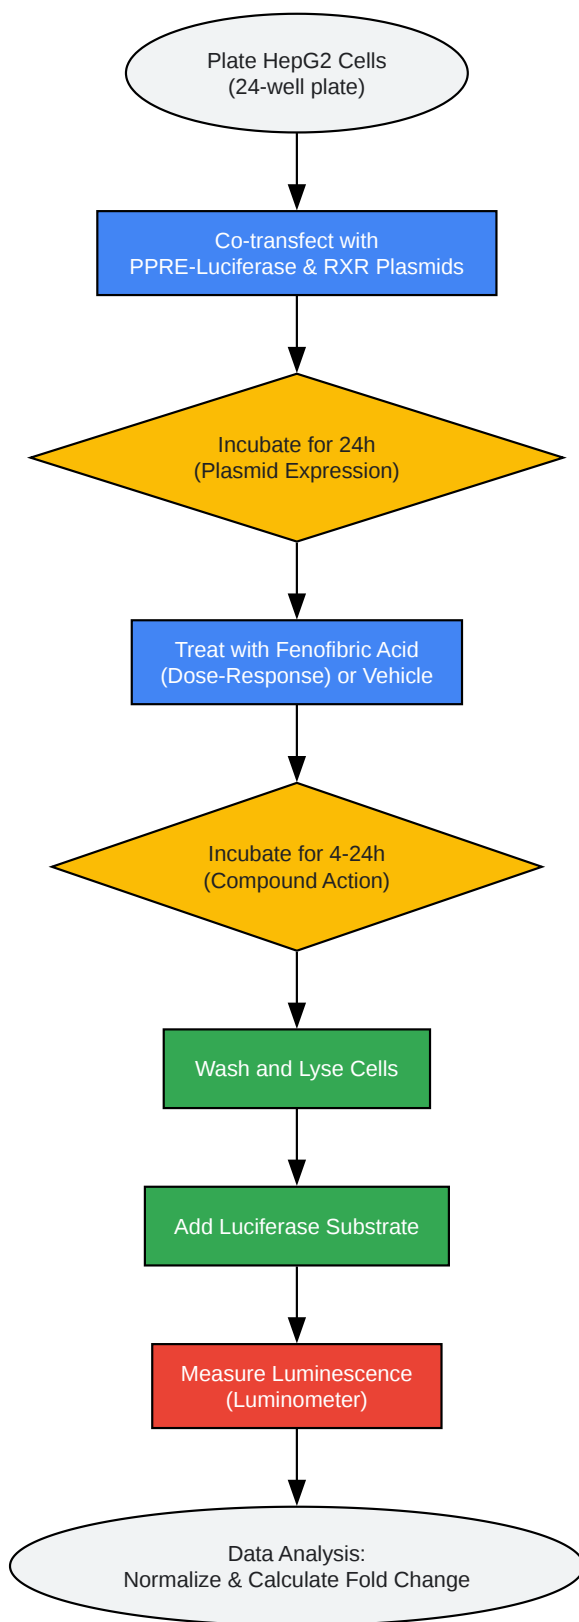 Plate HepG2 Cells
(24-well plate)
Co-transfect with
PPRE-Luciferase & RXR Plasmids
Incubate for 24h
(Plasmid Expression)
Treat with Fenofibric Acid
(Dose-Response) or Vehicle
Incubate for 4-24h
(Compound Action)
Wash and Lyse Cells
Add Luciferase Substrate
Measure Luminescence
(Luminometer)
Data Analysis:
Normalize & Calculate Fold Change